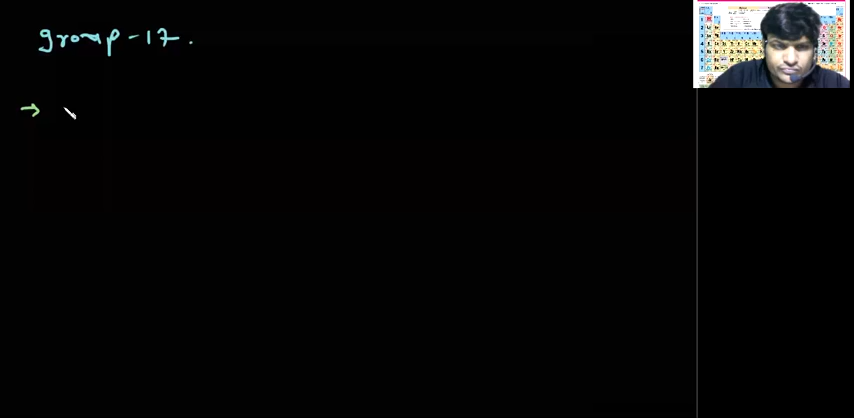 group - 17.
→